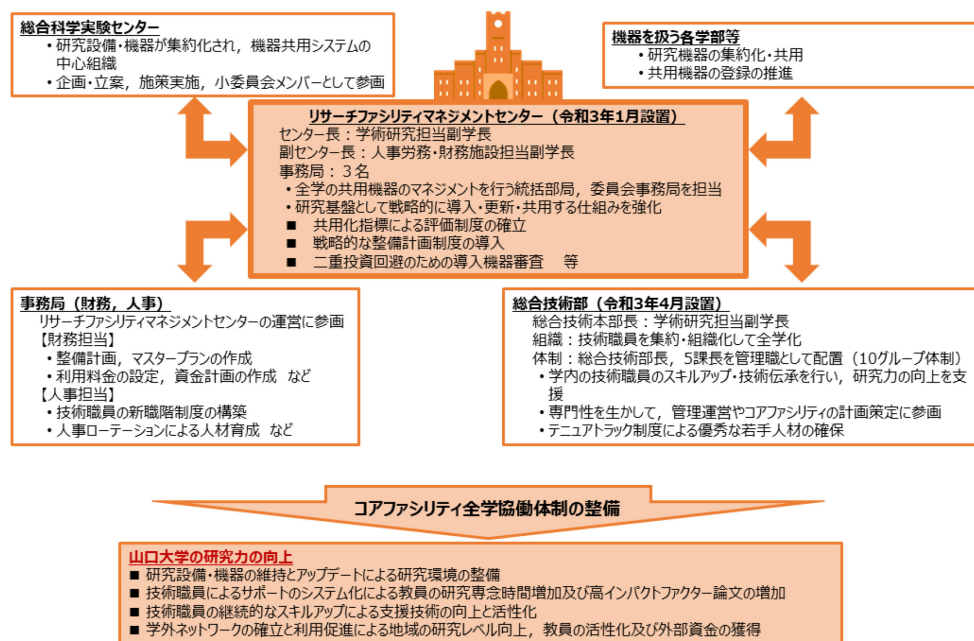 総合科学実験センター
・研究設備・機器が集約化され，機器共用システムの
中心組織
・企画・立案，施策実施，小委員会メンバーとして参画
機器を扱う各学部等
・研究機器の集約化・共用
・共用機器の登録の推進
リサーチファシリティマネジメントセンター（令和3年1月設置）
センター長：学術研究担当副学長
副センター長：人事労務・財務施設担当副学長
事務局：３名
・全学の共用機器のマネジメントを行う統括部局，委員会事務局を担当
・研究基盤として戦略的に導入・更新・共用する仕組みを強化
■ 共用化指標による評価制度の確立
■ 戦略的な整備計画制度の導入
■ 二重投資回避のための導入機器審査　等
事務局（財務，人事）
リサーチファシリティマネジメントセンターの運営に参画
【財務担当】
・整備計画，マスタープランの作成
・利用料金の設定，資金計画の作成 など
【人事担当】
・技術職員の新職階制度の構築
・人事ローテーションによる人材育成 など
総合技術部（令和3年4月設置）
総合技術本部長：学術研究担当副学長
組織：技術職員を集約・組織化して全学化
体制：総合技術部長，5課長を管理職として配置（10グループ体制）
・学内の技術職員のスキルアップ・技術伝承を行い，研究力の向上を支
援
・専門性を生かして，管理運営やコアファシリティの計画策定に参画
・テニュアトラック制度による優秀な若手人材の確保
コアファシリティ全学協働体制の整備
山口大学の研究力の向上
■ 研究設備・機器の維持とアップデートによる研究環境の整備
■ 技術職員によるサポートのシステム化による教員の研究専念時間増加及び高インパクトファクター論文の増加
■ 技術職員の継続的なスキルアップによる支援技術の向上と活性化
■ 学外ネットワークの確立と利用促進による地域の研究レベル向上，教員の活性化及び外部資金の獲得